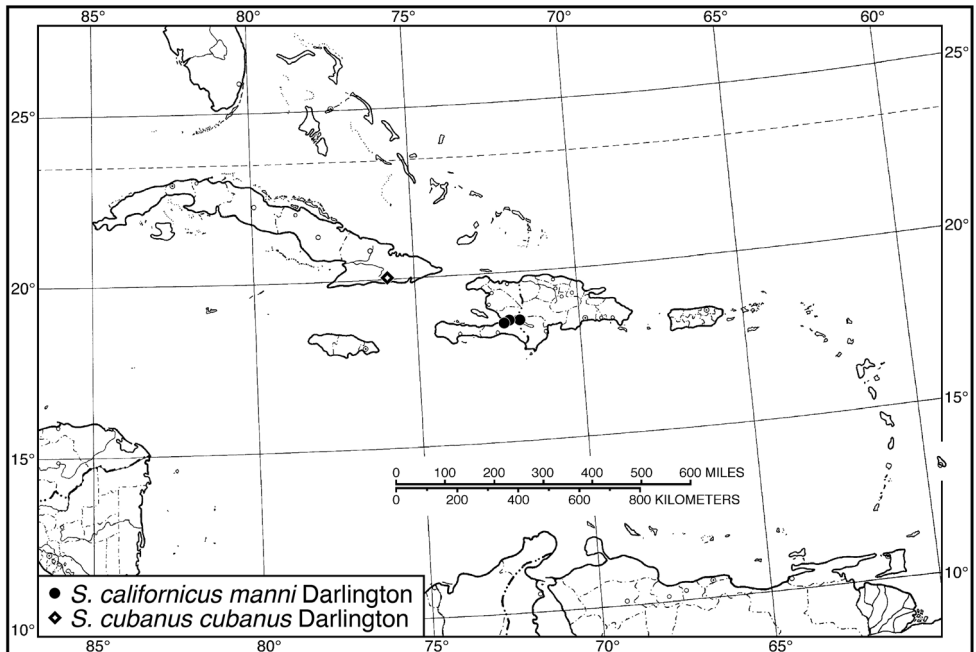 85° 80° 75° 70° 65° 60°
25°
25°
20°
20°
15°
15°
0 100 200 300 400 500 600 MILES
0 200 400 600 800 KILOMETERS
10°
S. californicus manni Darlington
S. cubanus cubanus Darlington
10°
85° 80° 75° 70° 65°